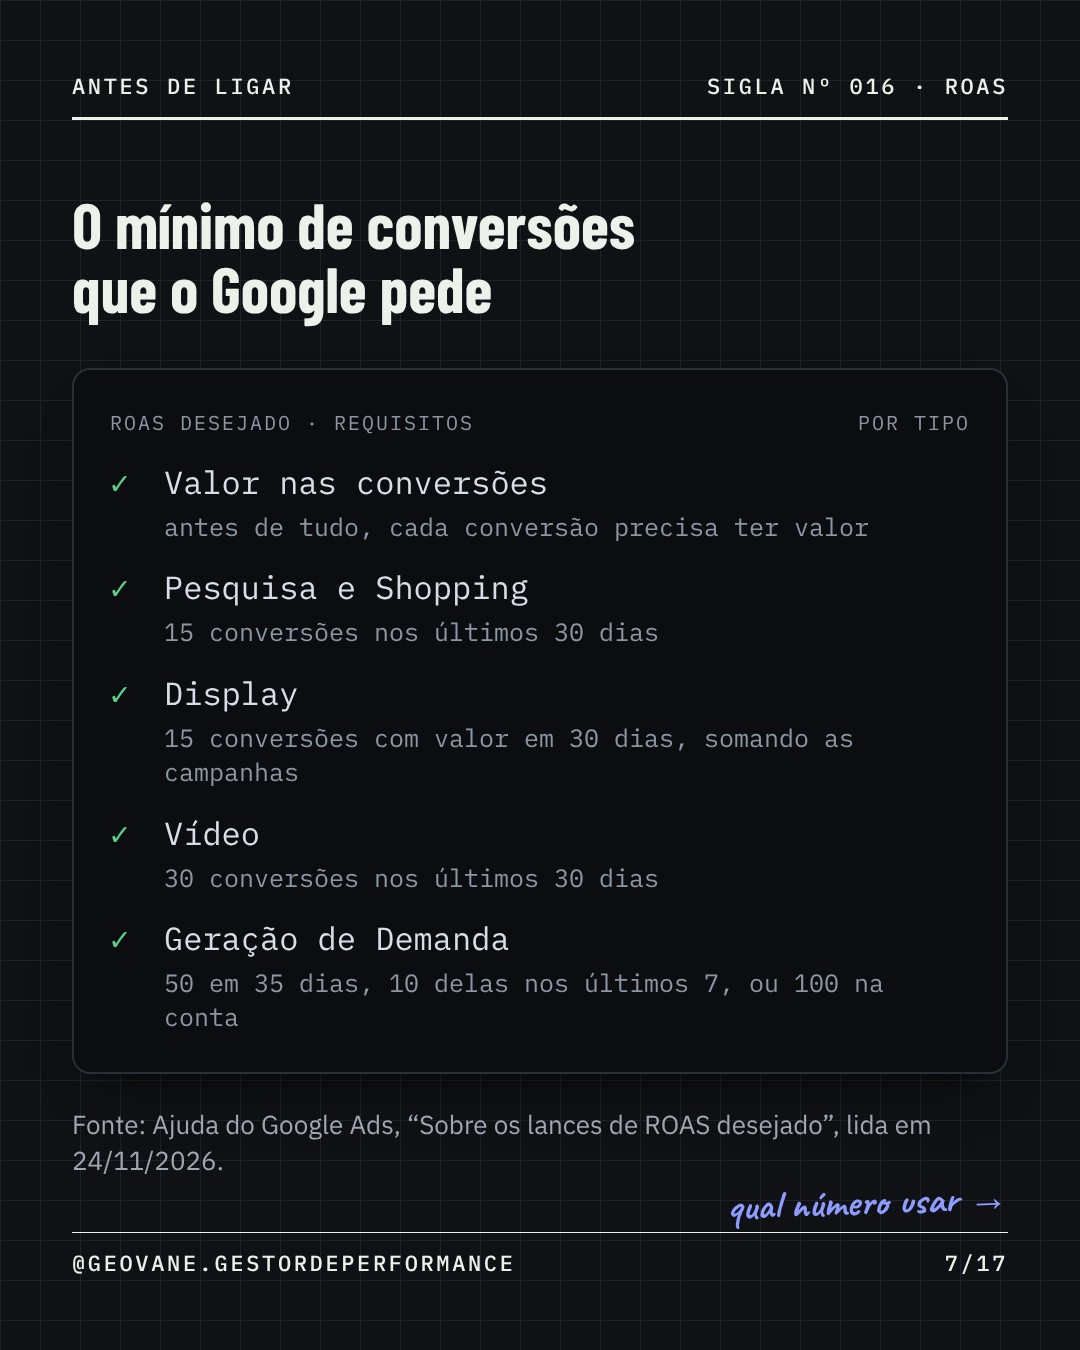 ANTES DE LIGAR
SIGLA Nº 016 · ROAS
O mínimo de conversões
que o Google pede
ROAS DESEJADO · REQUISITOS
POR TIPO
✓ Valor nas conversões
antes de tudo, cada conversão precisa ter valor
✓ Pesquisa e Shopping
15 conversões nos últimos 30 dias
✓ Display
15 conversões com valor em 30 dias, somando as
campanhas
✓ Vídeo
30 conversões nos últimos 30 dias
✓ Geração de Demanda
50 em 35 dias, 10 delas nos últimos 7, ou 100 na
conta
Fonte: Ajuda do Google Ads, “Sobre os lances de ROAS desejado”, lida em
24/11/2026.
qual número usar →
@GEOVANE.GESTORDEPERFORMANCE
7/17